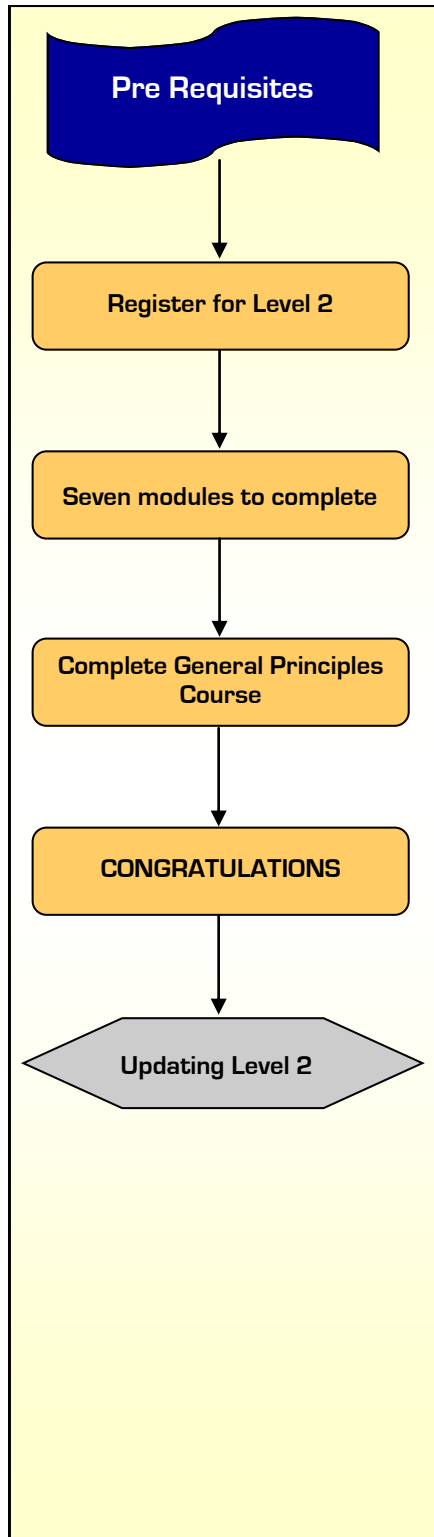 Pre Requisites
Register for Level 2
Seven modules to complete
Complete General Principles
Course
CONGRATULATIONS
Updating Level 2